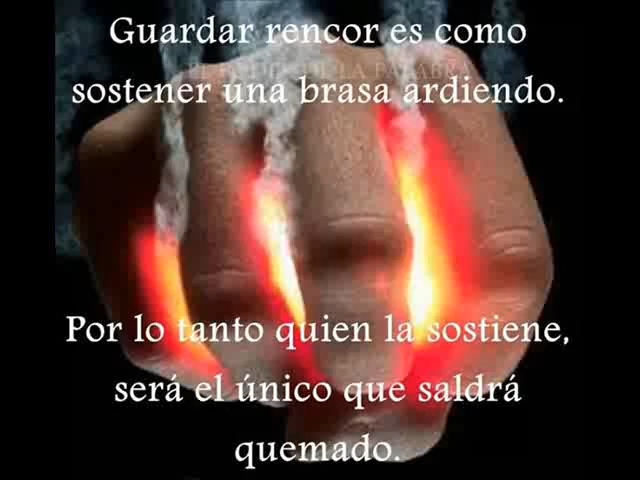 Guardar rencor es como
sostener una brasa ardiendo.
Por lo tanto quien la sostiene,
será el único que saldrá
quemado.